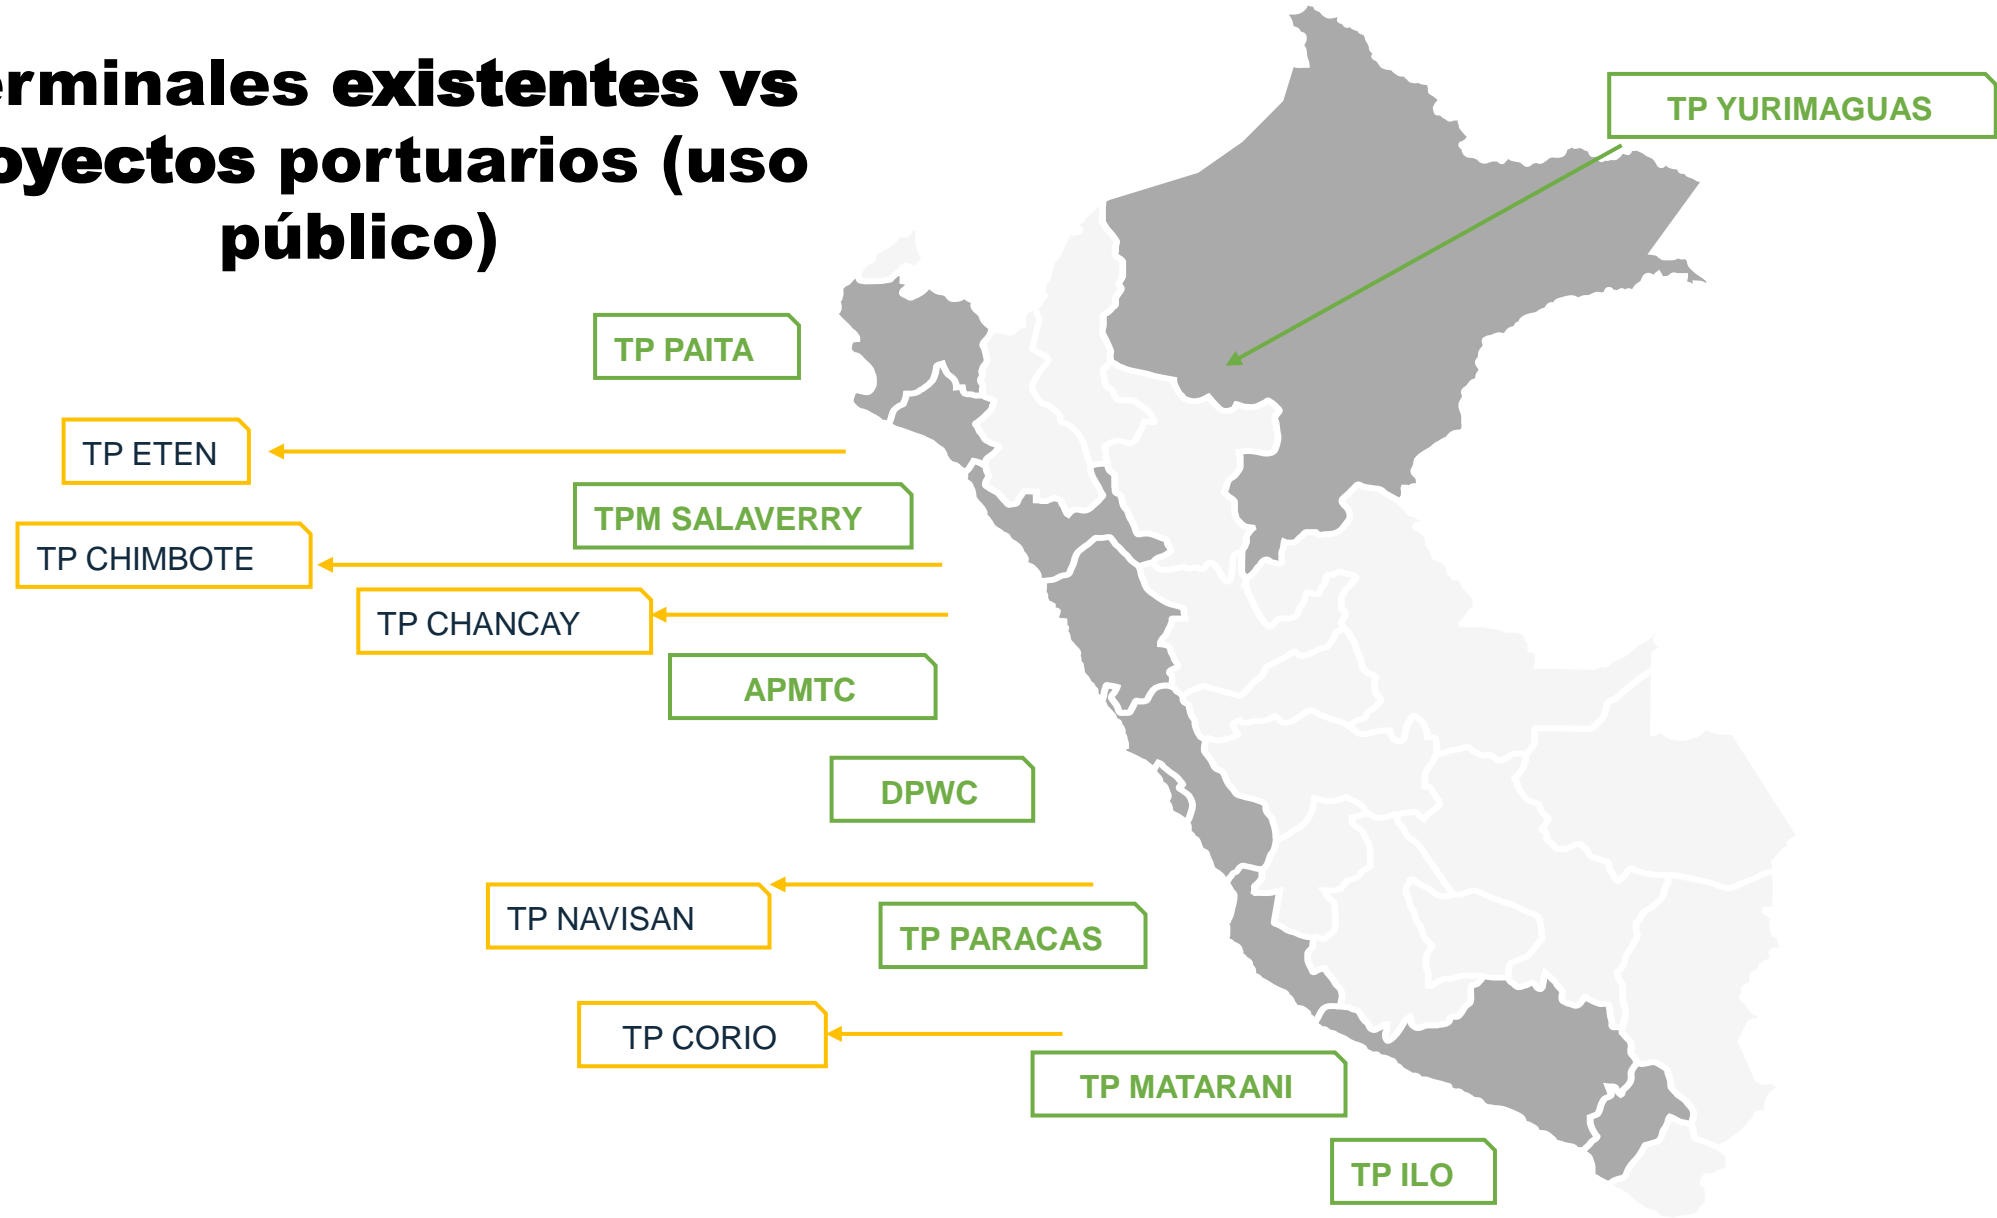 erminales existentes vs
oyectos portuarios (uso
público)
TP YURIMAGUAS
TP PAITA
TP ETEN
TPM SALAVERRY
TP CHIMBOTE
TP CHANCAY
APMTC
DPWC
TP NAVISAN
TP PARACAS
TP CORIO
TP MATARANI
TP ILO